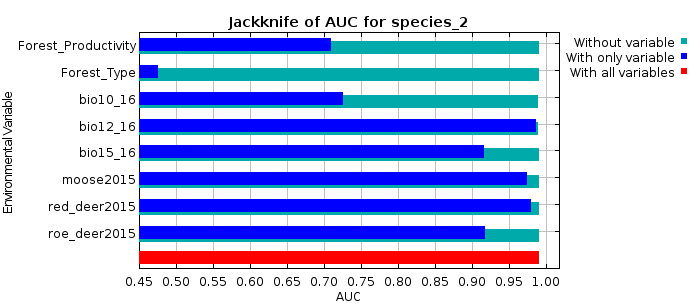 Jackknife of AUC for species_2
Environmental Variable
Forest_Productivity
Forest_Type
bio10_16
bio12_16
bio15_16
moose2015
red_deer2015
roe_deer2015
Without variable
With only variable
With all variables
0.45 0.50 0.55 0.60 0.65 0.70 0.75 0.80 0.85 0.90 0.95 1.00
AUC